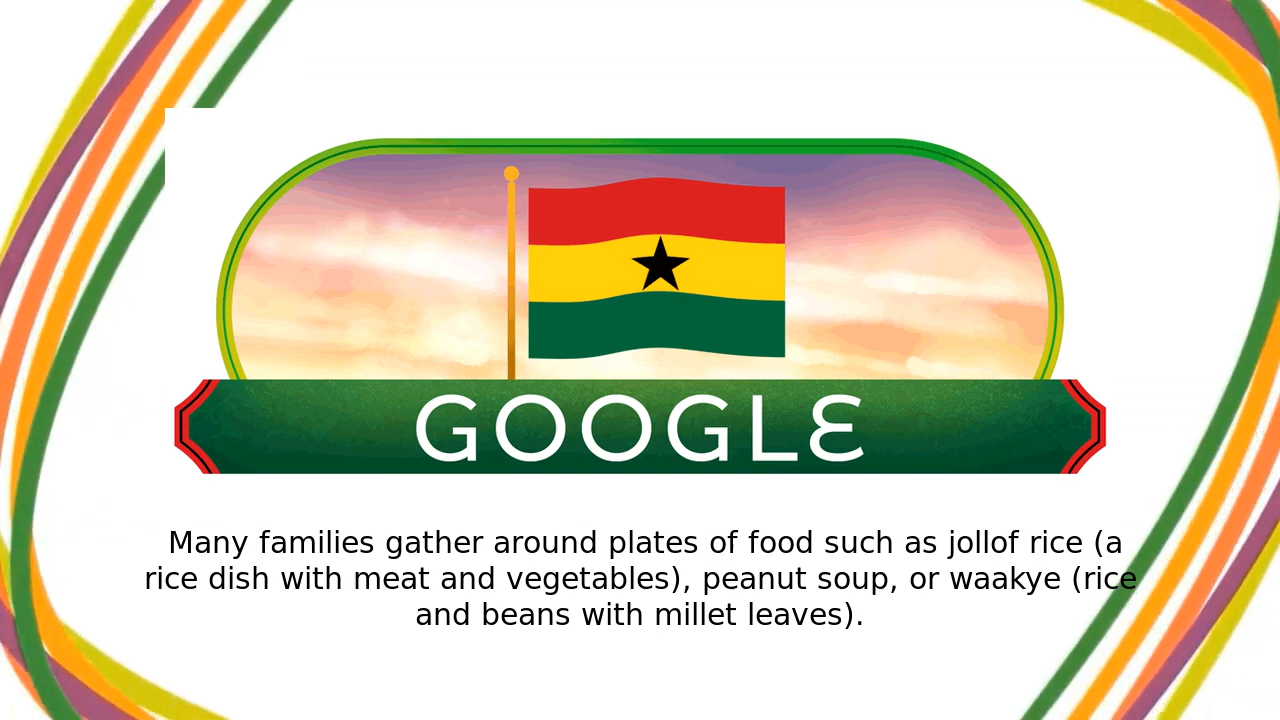 GOOGLƐ
Many families gather around plates of food such as jollof rice (a
rice dish with meat and vegetables), peanut soup, or waakye (rice
and beans with millet leaves).